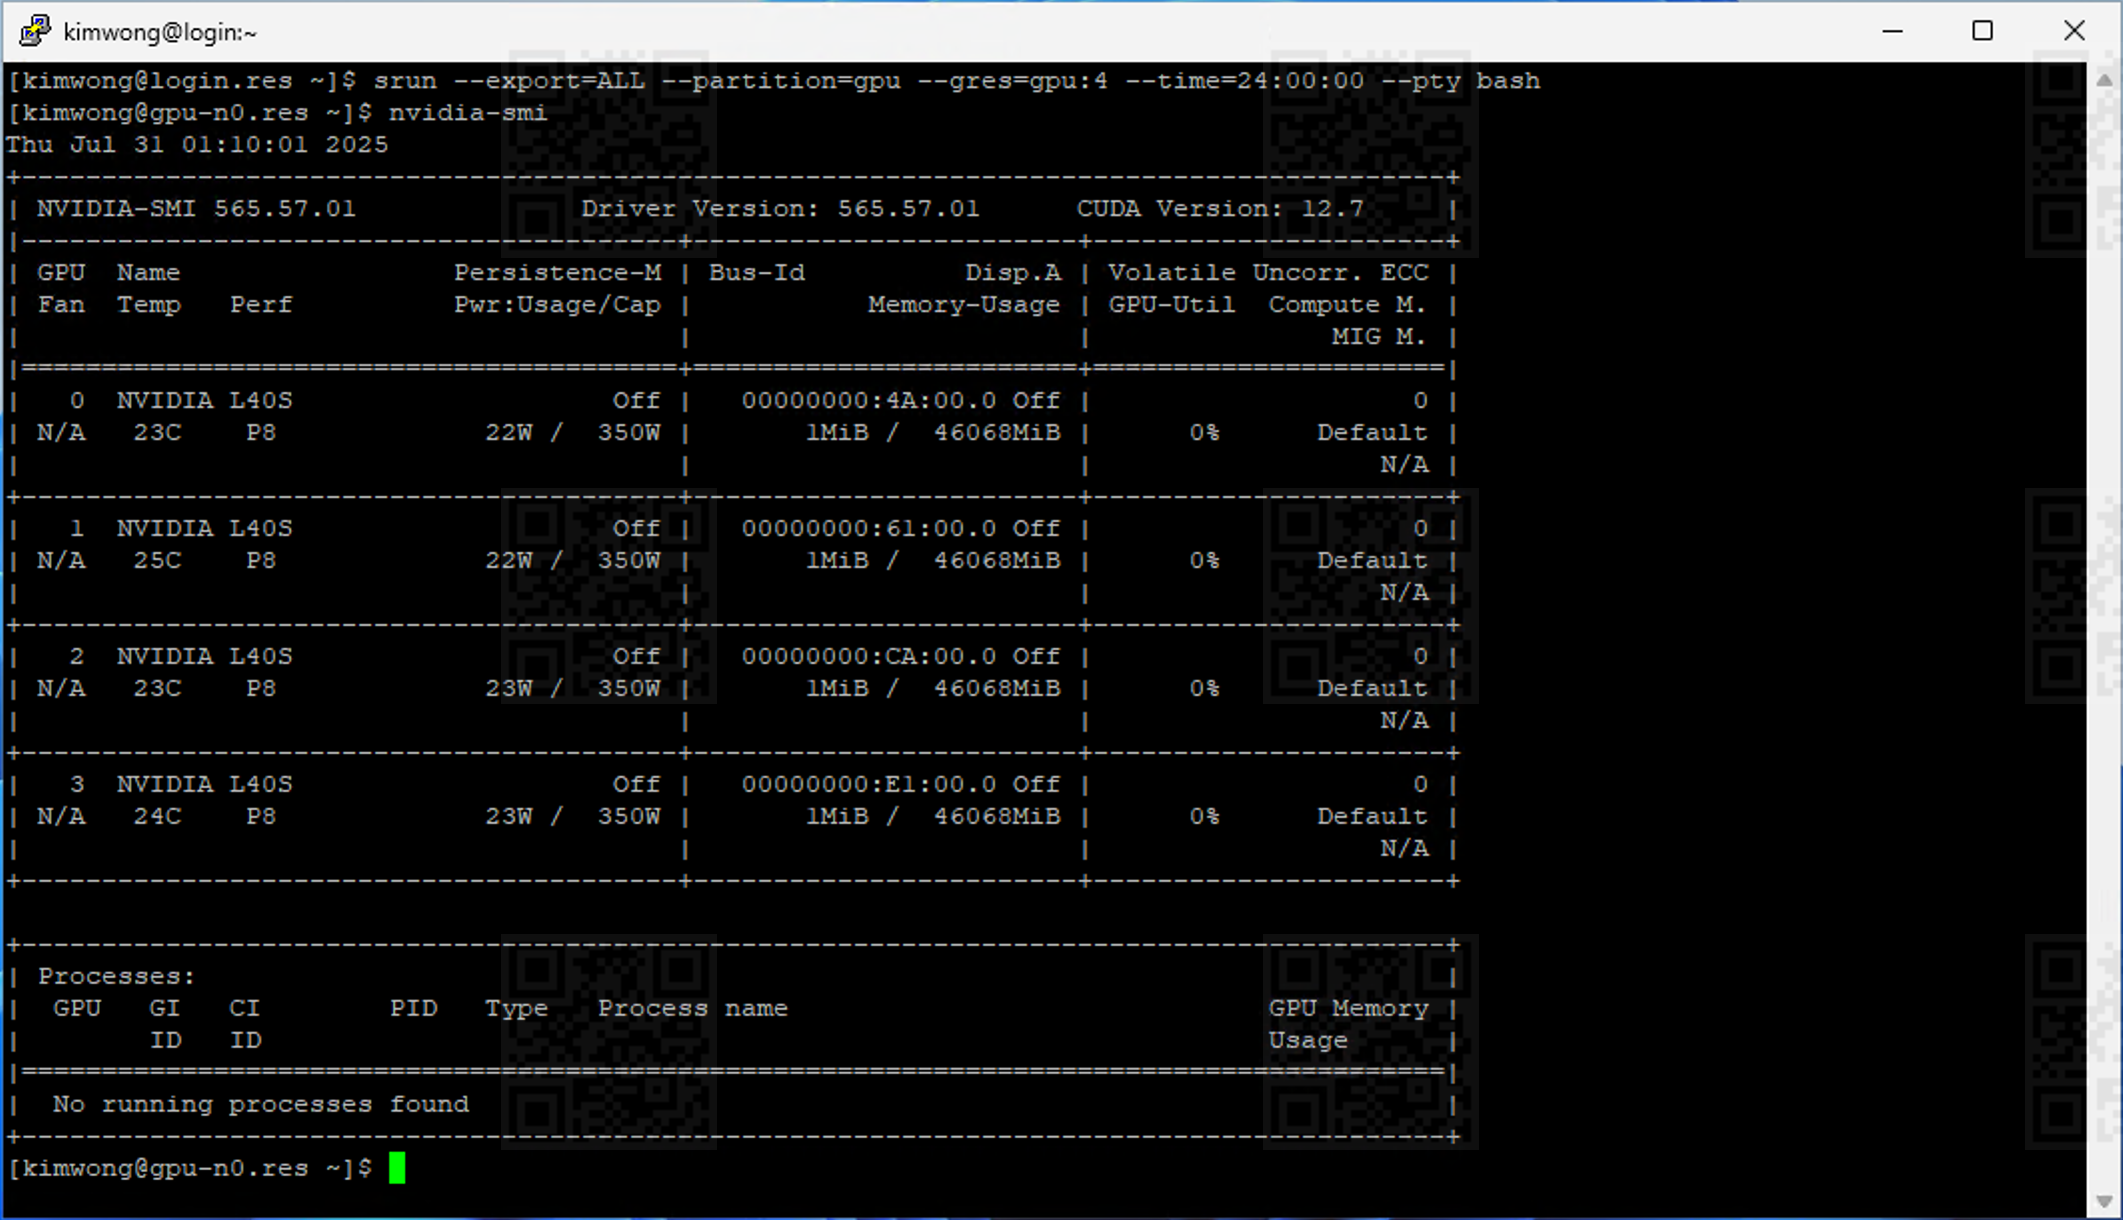 kimwong@login:~
[kimwong@login.res ~]$ srun --export=ALL --partition=gpu --gres=gpu:4 --time=24:00:00 --pty bash
[kimwong@gpu-n0.res ~]$ nvidia-smi
Thu Jul 31 01:10:01 2025
+-----------------------------------------------------------------------------------------+
| NVIDIA-SMI 565.57.01              Driver Version: 565.57.01      CUDA Version: 12.7     |
|-----------------------------------------+------------------------+----------------------+
| GPU  Name                 Persistence-M | Bus-Id          Disp.A | Volatile Uncorr. ECC |
| Fan  Temp   Perf          Pwr:Usage/Cap |           Memory-Usage | GPU-Util  Compute M. |
|                                         |                        |               MIG M. |
|=========================================+========================+======================|
|   0  NVIDIA L40S                    Off |   00000000:4A:00.0 Off |                    0 |
| N/A   23C    P8             22W /  350W |       1MiB /  46068MiB |      0%      Default |
|                                         |                        |                  N/A |
+-----------------------------------------+------------------------+----------------------+
|   1  NVIDIA L40S                    Off |   00000000:61:00.0 Off |                    0 |
| N/A   25C    P8             22W /  350W |       1MiB /  46068MiB |      0%      Default |
|                                         |                        |                  N/A |
+-----------------------------------------+------------------------+----------------------+
|   2  NVIDIA L40S                    Off |   00000000:CA:00.0 Off |                    0 |
| N/A   23C    P8             23W /  350W |       1MiB /  46068MiB |      0%      Default |
|                                         |                        |                  N/A |
+-----------------------------------------+------------------------+----------------------+
|   3  NVIDIA L40S                    Off |   00000000:E1:00.0 Off |                    0 |
| N/A   24C    P8             23W /  350W |       1MiB /  46068MiB |      0%      Default |
|                                         |                        |                  N/A |
+-----------------------------------------+------------------------+----------------------+

+-----------------------------------------------------------------------------------------+
| Processes:                                                                              |
|  GPU   GI   CI        PID   Type   Process name                              GPU Memory |
|        ID   ID                                                               Usage      |
|=========================================================================================|
|  No running processes found                                                             |
+-----------------------------------------------------------------------------------------+
[kimwong@gpu-n0.res ~]$